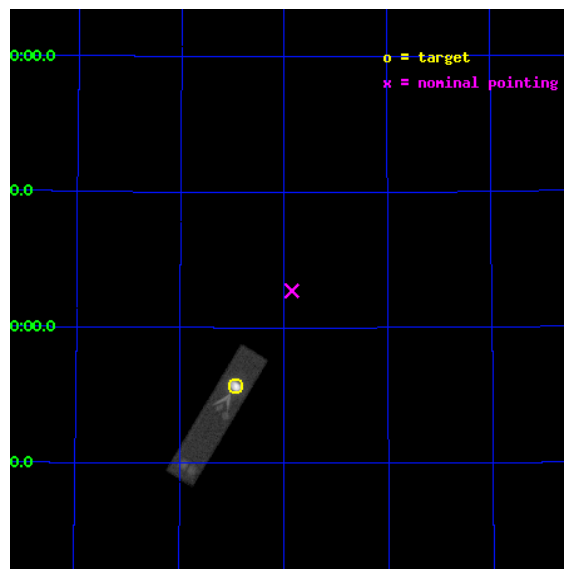 0:00.0
o = target
x = nominal pointing
0.0
0:00.0
0.0